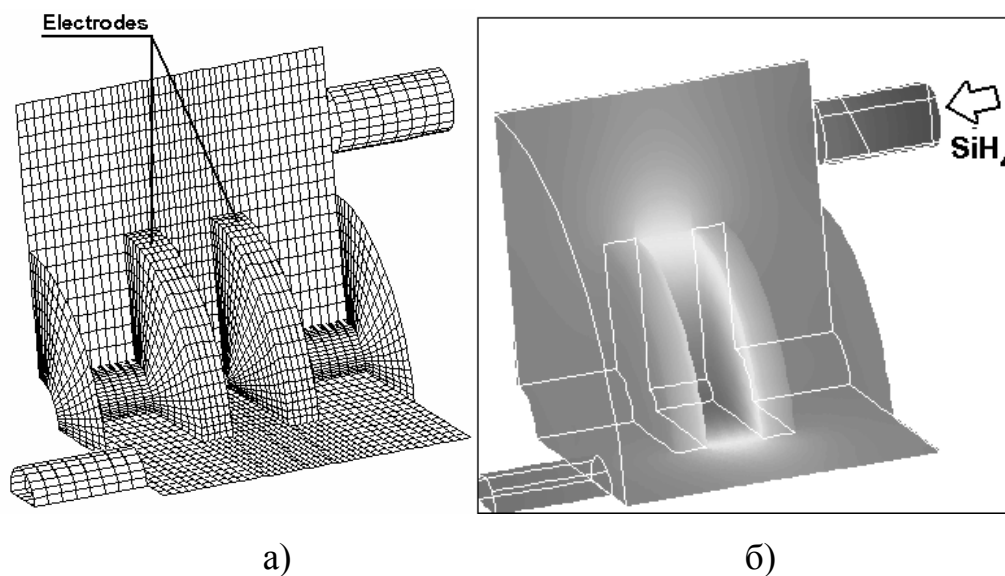 Electrodes
SiH
а)
б)